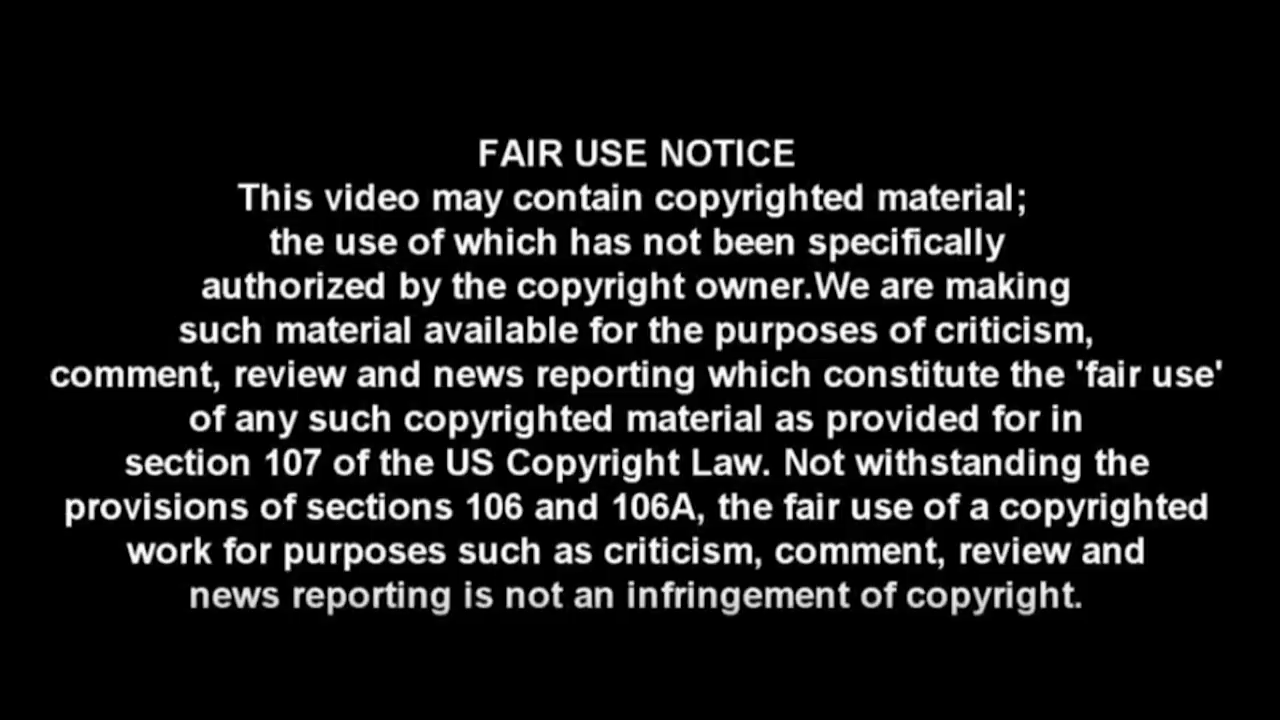 FAIR USE NOTICE
This video may contain copyrighted material;
the use of which has not been specifically
authorized by the copyright owner.We are making
such material available for the purposes of criticism,
comment, review and news reporting which constitute the 'fair use'
of any such copyrighted material as provided for in
section 107 of the US Copyright Law. Not withstanding the
provisions of sections 106 and 106A, the fair use of a copyrighted
work for purposes such as criticism, comment, review and
news reporting is not an infringement of copyright.